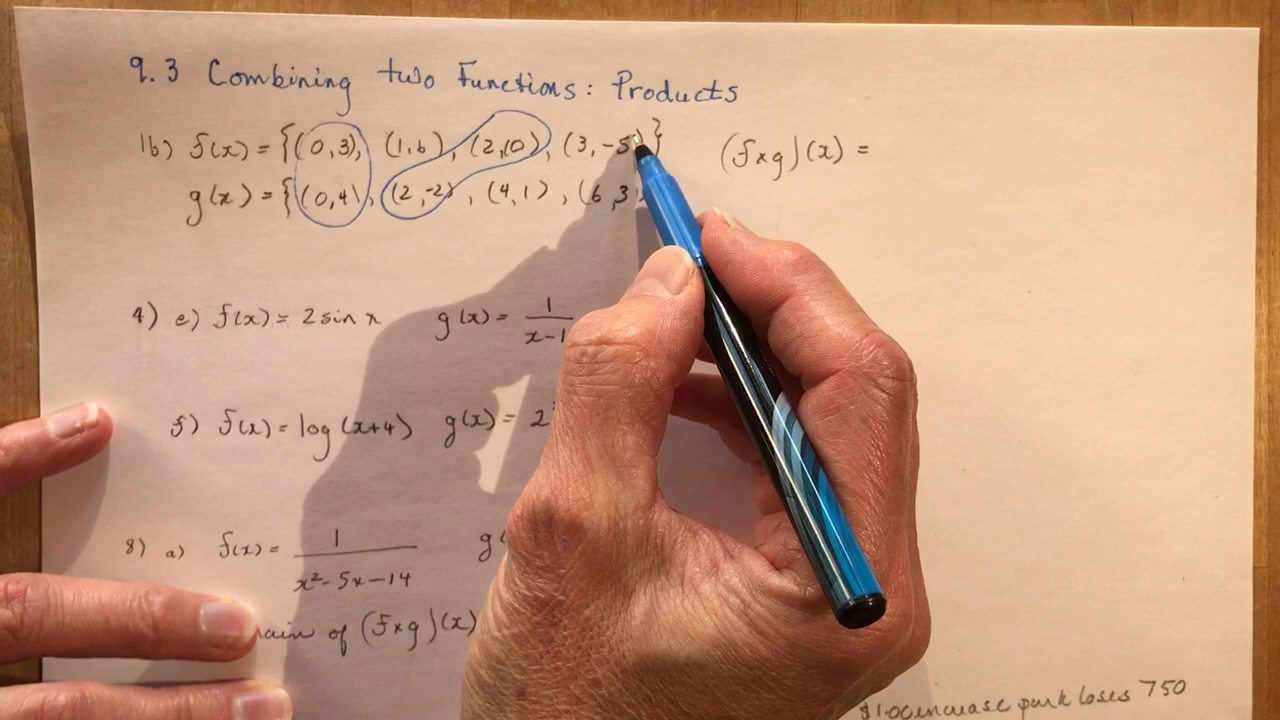 9.3 Combining two Functions: Products
1b) f(x) = {(0,3), (1,6), (2,10), (3,-5)} (f×g)(x) =
g(x) = {(0,4), (2,-2), (4,1), (6,3
4) e) f(x) = 2 sin x g(x) = 1/x-1
f) f(x) = log(x+4) g(x) = 2
8) a) f(x) = 1/x²-5x-14 g(
of (f×g)(x)
$1.00 increase park loses 750